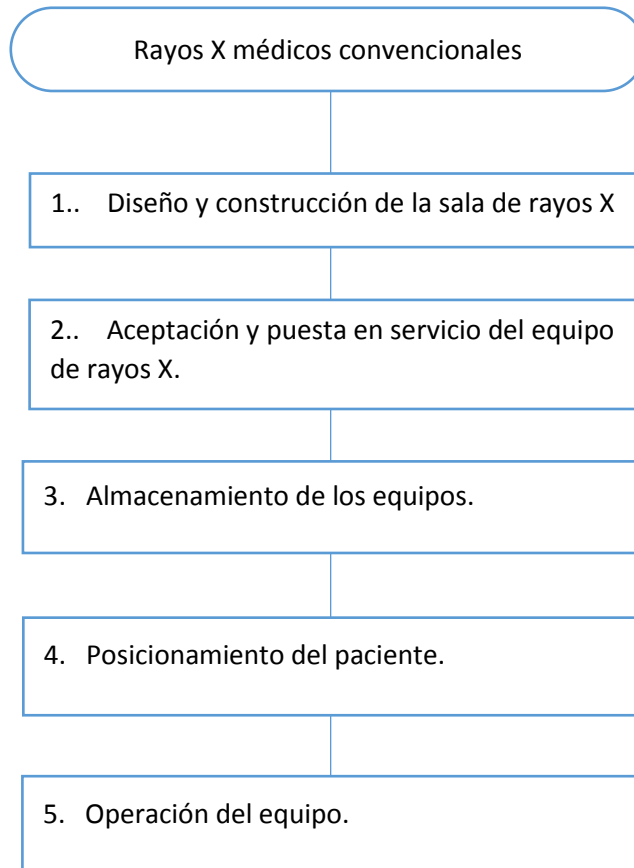 Rayos X médicos convencionales
1.. Diseño y construcción de la sala de rayos X
2.. Aceptación y puesta en servicio del equipo
de rayos X.
3. Almacenamiento de los equipos.
4. Posicionamiento del paciente.
5. Operación del equipo.